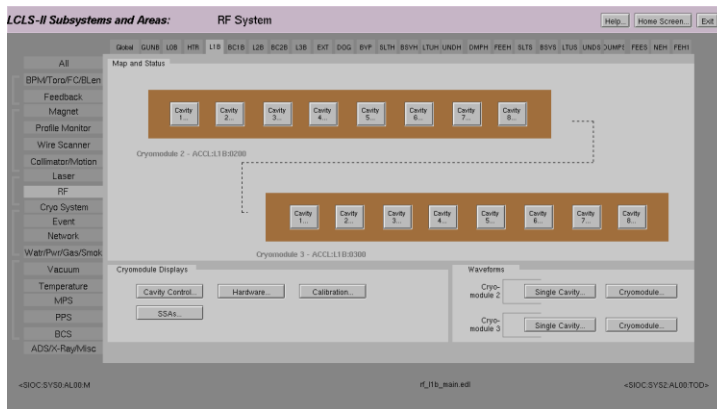 LCLS-II Subsystems and Areas: RF System Help... Home Screen... Exit
Global GUNB L0B HTR L1B BC1B L2B BC2B L3B EXT DOG BYP SLTH BSYH LTUH UNDH DMPH FEEH SLTS BSYS LTUS UNDS DUMPS FEES NEH FEH1
All
BPM/Toro/FC/BLen
Feedback
Magnet
Profile Monitor
Wire Scanner
Collimator/Motion
Laser
RF
Cryo System
Event
Network
Watr/Pwr/Gas/Smok
Vacuum
Temperature
MPS
PPS
BCS
ADS/X-Ray/Misc
Map and Status
Cavity 1... Cavity 2... Cavity 3... Cavity 4... Cavity 5... Cavity 6... Cavity 7... Cavity 8...
Cryomodule 2 - ACCL:L1B:0200
Cavity 1... Cavity 2... Cavity 3... Cavity 4... Cavity 5... Cavity 6... Cavity 7... Cavity 8...
Cryomodule 3 - ACCL:L1B:0300
Cryomodule Displays
Cavity Control... Hardware... Calibration...
SSAs...
Waveforms
Cryo-
module 2 Single Cavity... Cryomodule...
Cryo-
module 3 Single Cavity... Cryomodule...
<SIOC:SYS0:AL00:M rf_l1b_main.edl <SIOC:SYS2:AL00:TOD>